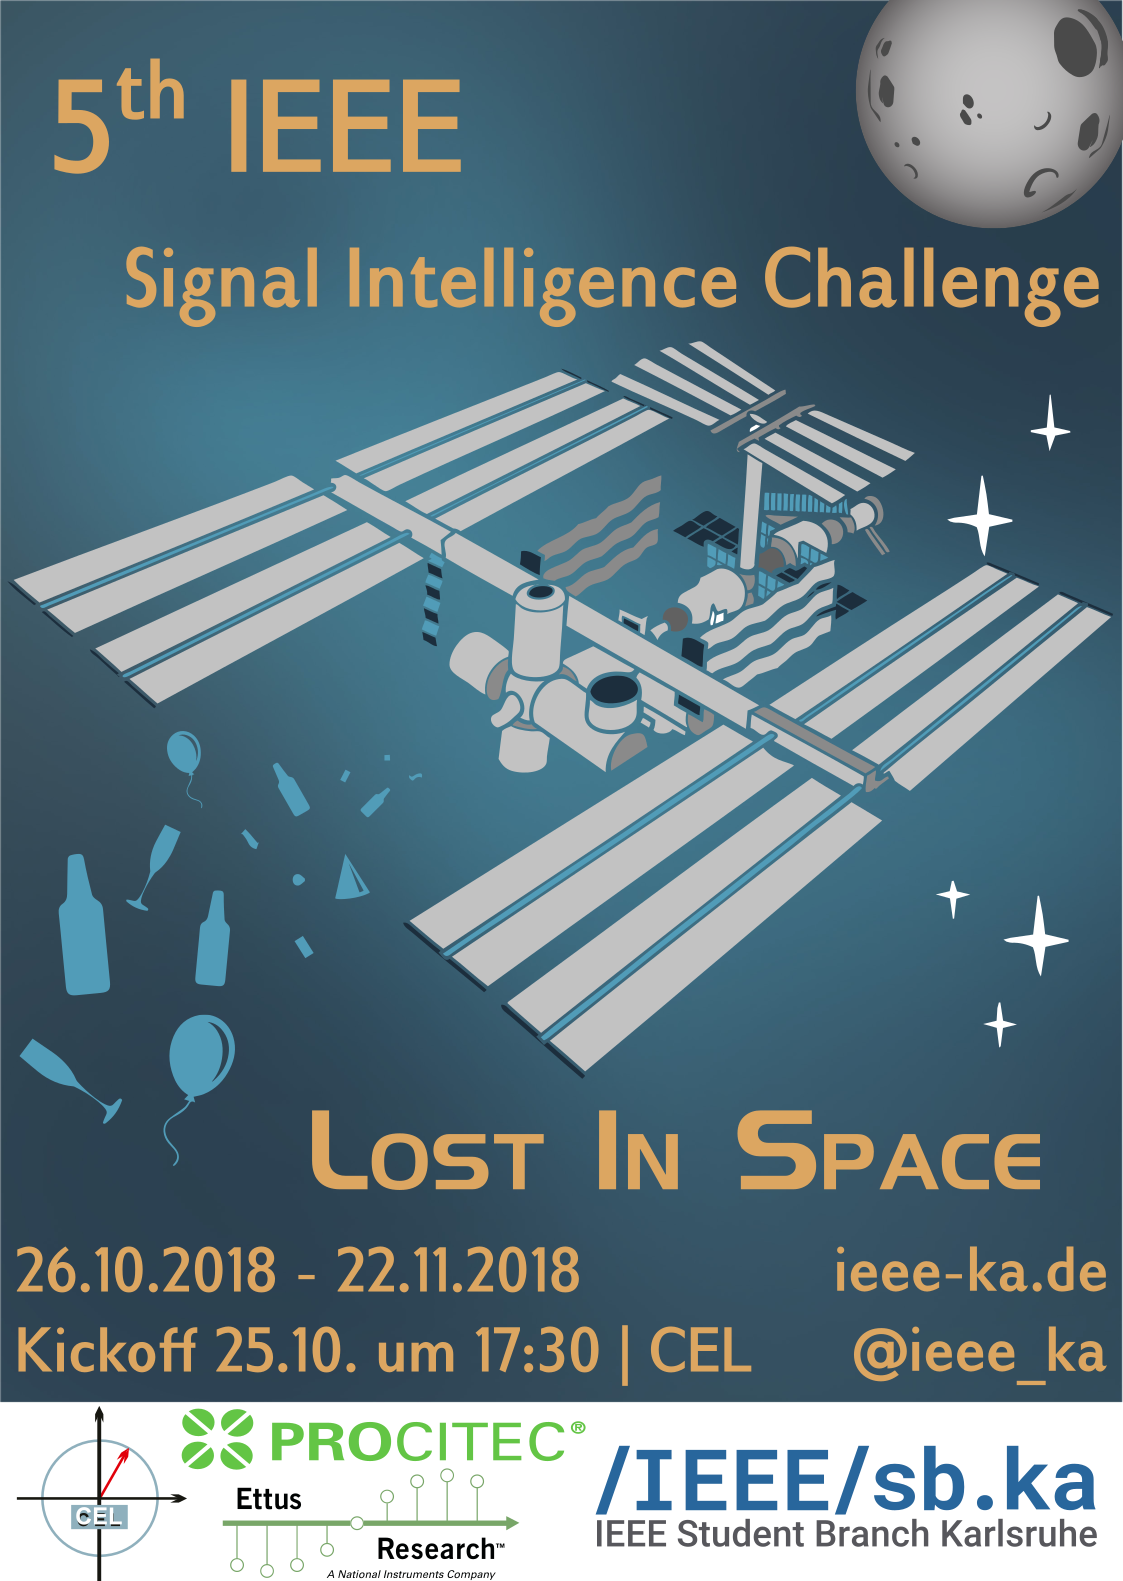 5th IEEE
Signal Intelligence Challenge
LOST IN SPACE
26.10.2018 - 22.11.2018
ieee-ka.de
Kickoff 25.10. um 17:30 | CEL
@ieee_ka
CEL
PROCITEC®
Ettus
Research™
A National Instruments Company
/IEEE/sb.ka
IEEE Student Branch Karlsruhe